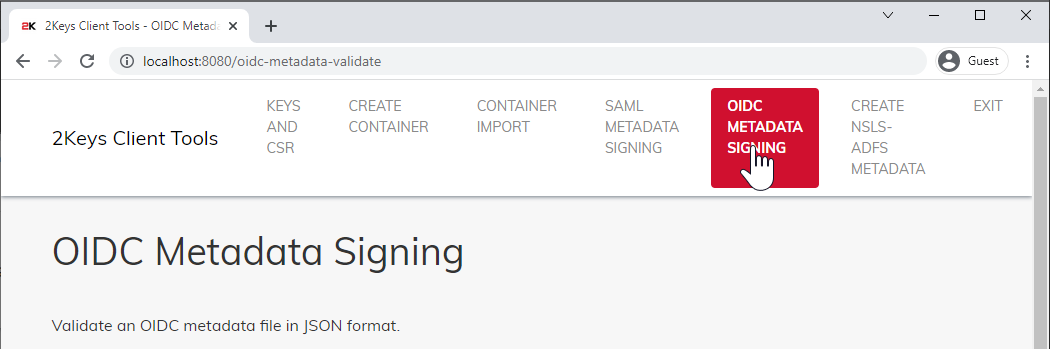 2K 2Keys Client Tools - OIDC Metada
localhost:8080/oidc-metadata-validate
Guest
2Keys Client Tools
KEYS
AND
CSR
CREATE
CONTAINER
CONTAINER
IMPORT
SAML
METADATA
SIGNING
OIDC
METADATA
SIGNING
CREATE
NSLS-
ADFS
METADATA
EXIT
OIDC Metadata Signing
Validate an OIDC metadata file in JSON format.